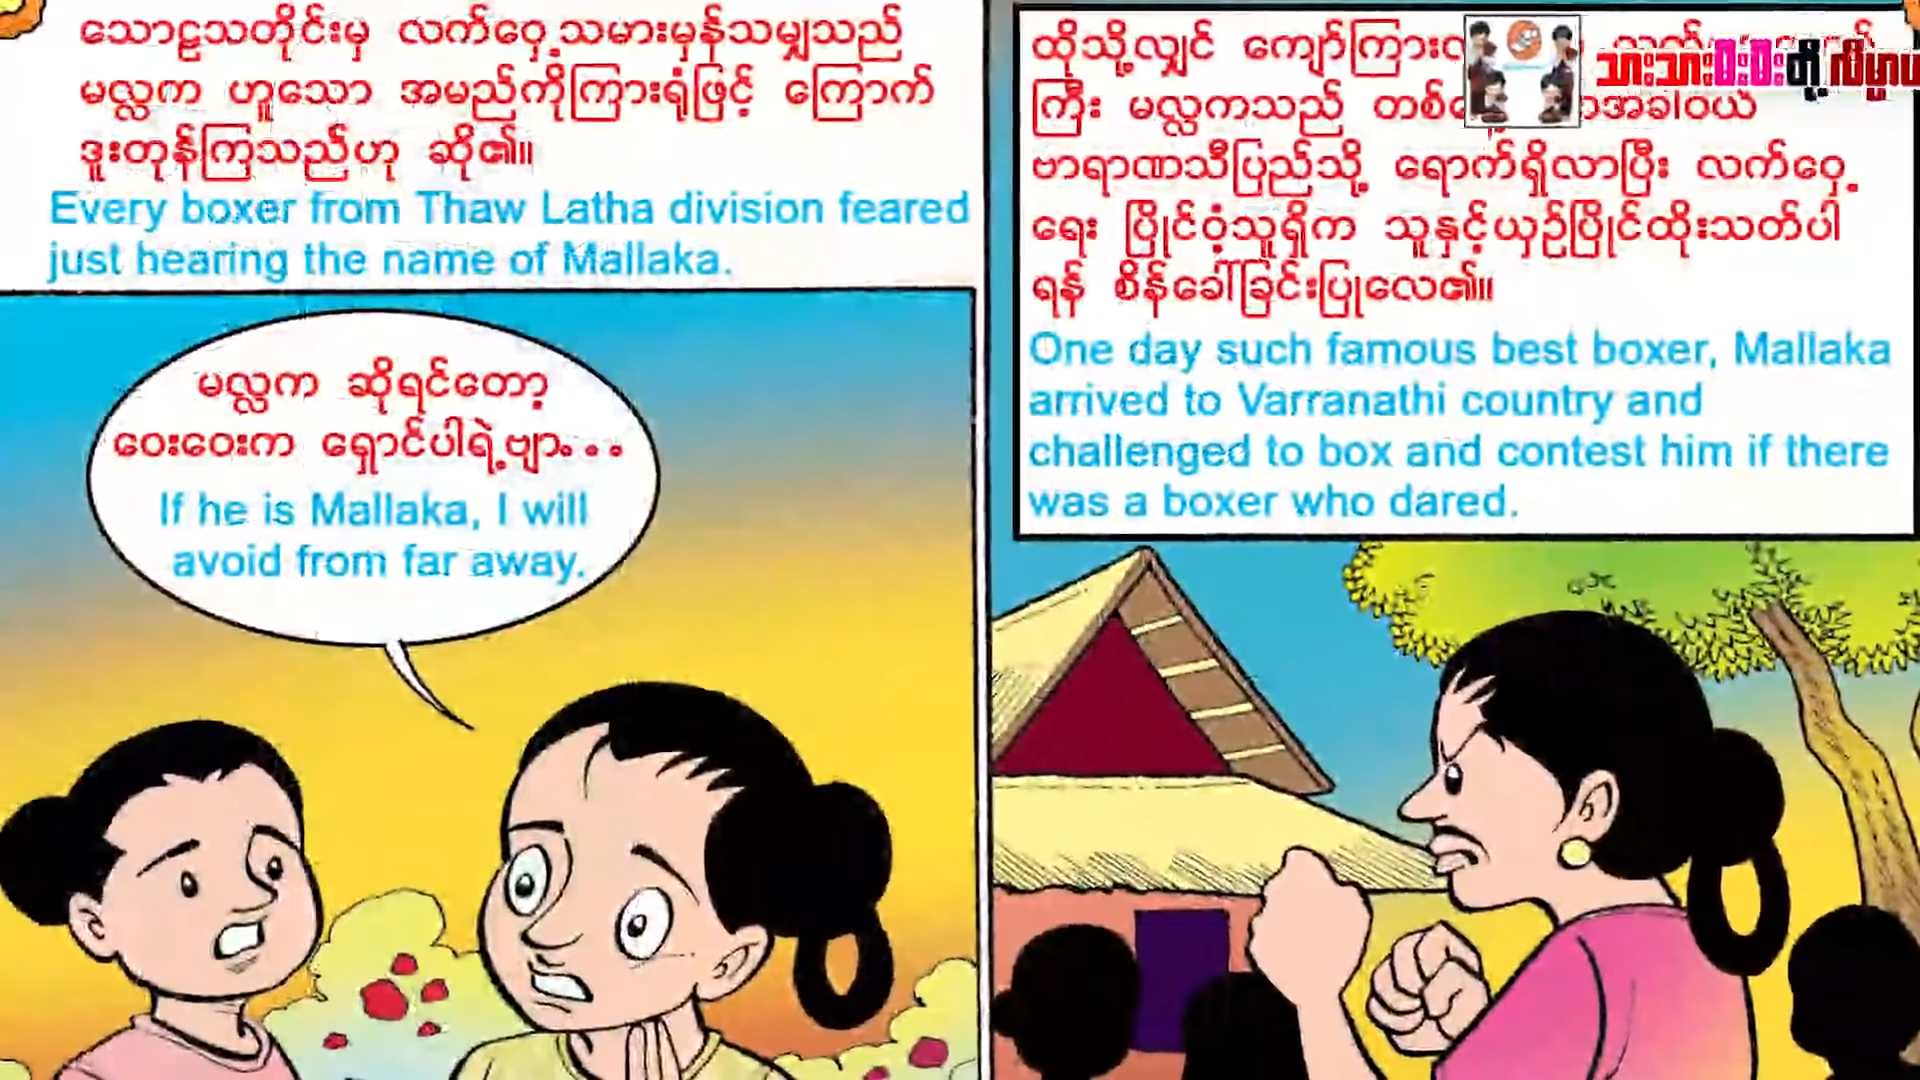 သောဠသတိုင်းမှ လက်ဝှေ့သမားမှန်သမျှသည်
မလ္လက ဟူသော အမည်ကိုကြားရုံဖြင့် ကြောက်
ဒူးတုန်ကြသည်ဟု ဆို၏။
Every boxer from Thaw Latha division feared
just hearing the name of Mallaka.
မလ္လက ဆိုရင်တော့
ဝေးဝေးက ရှောင်ပါရဲ့ဗျာ...
If he is Mallaka, I will
avoid from far away.
ထိုသို့လျှင် ကျော်ကြား
ကြီး မလ္လကသည်
ဗာရာဏသီပြည်သို့ ရောက်ရှိလာပြီး လက်ဝှေ့
ရေး ပြိုင်ဝံ့သူရှိက သူနှင့်ယှဉ်ပြိုင်ထိုးသတ်ပါ
ရန် စိန်ခေါ်ခြင်းပြုလေ၏။
One day such famous best boxer, Mallaka
arrived to Varranathi country and
challenged to box and contest him if there
was a boxer who dared.
သားသားမီးမီးတို့